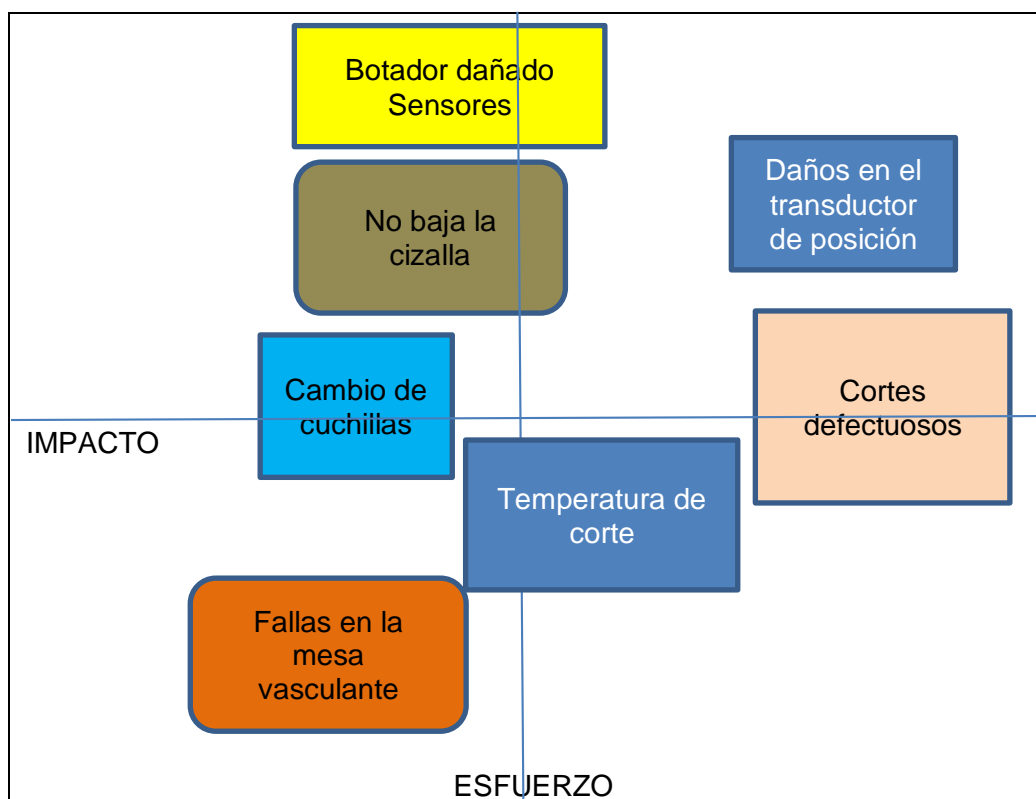 Botador dañado
Sensores
Daños en el
transductor
de posición
No baja la
cizalla
Cambio de
cuchillas
Cortes
defectuosos
IMPACTO
Temperatura de
corte
Fallas en la
mesa
vasculante
ESFUERZO